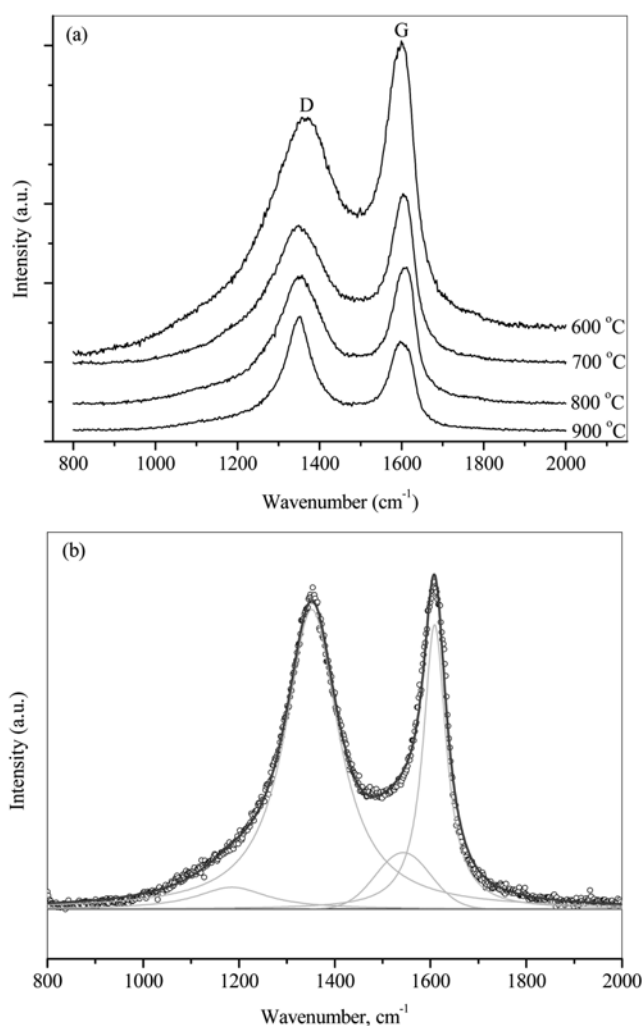 (a)
D
G
Intensity (a.u.)
600 °C
700 °C
800 °C
900 °C
800 1000 1200 1400 1600 1800 2000
Wavenumber (cm⁻¹)
(b)
Intensity (a.u.)
800 1000 1200 1400 1600 1800 2000
Wavenumber, cm⁻¹